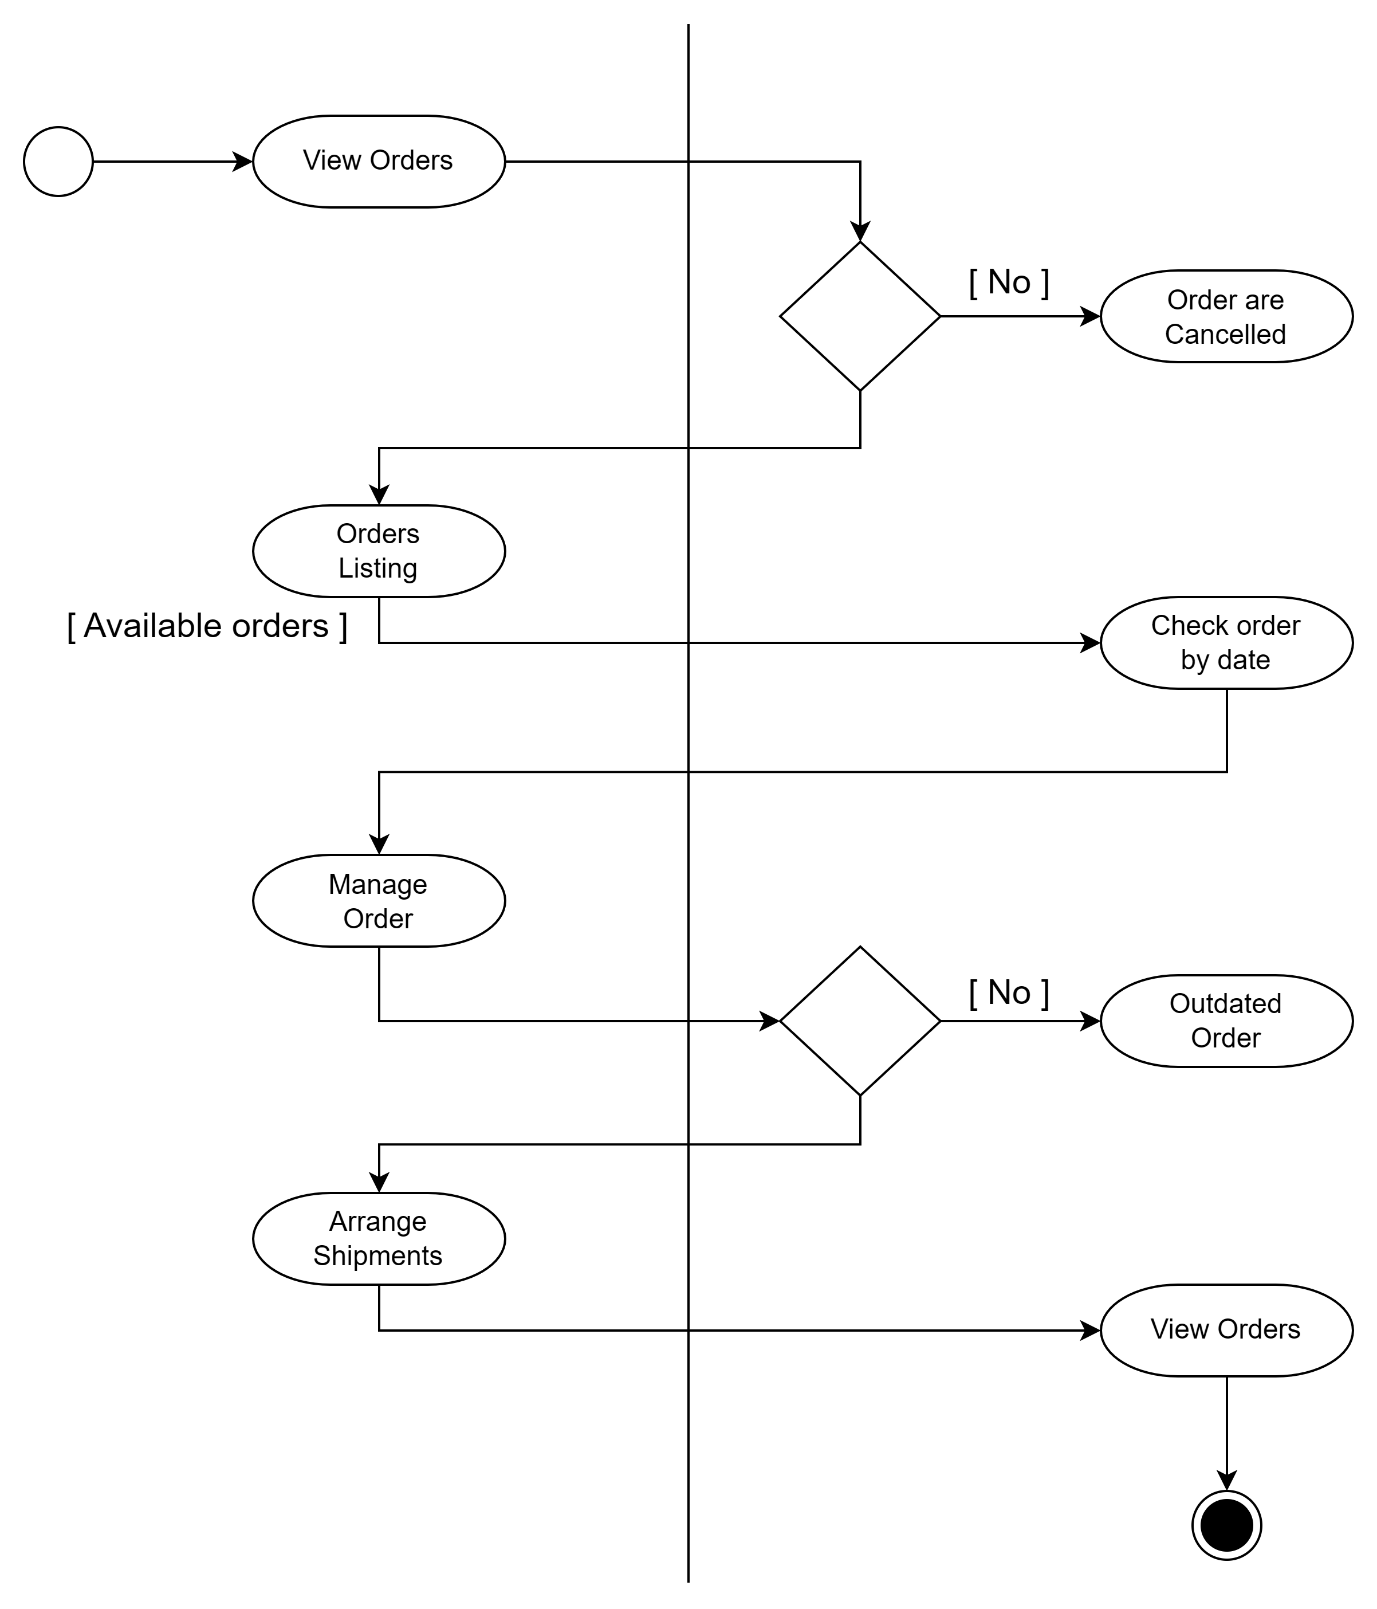 View Orders
[ No ]
Order are
Cancelled
Orders
Listing
[ Available orders ]
Check order
by date
Manage
Order
[ No ]
Outdated
Order
Arrange
Shipments
View Orders